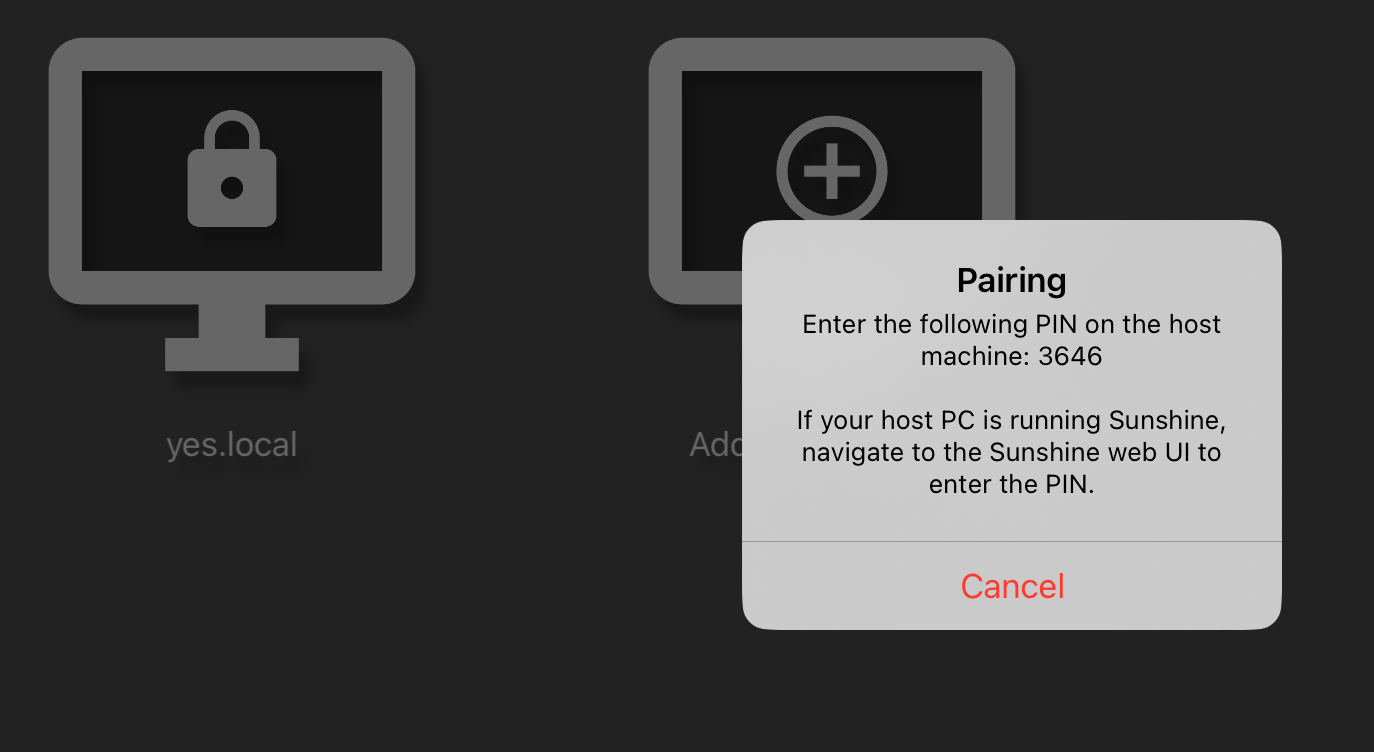 Pairing
Enter the following PIN on the host
machine: 3646
If your host PC is running Sunshine,
navigate to the Sunshine web UI to
enter the PIN.
Cancel
yes.local